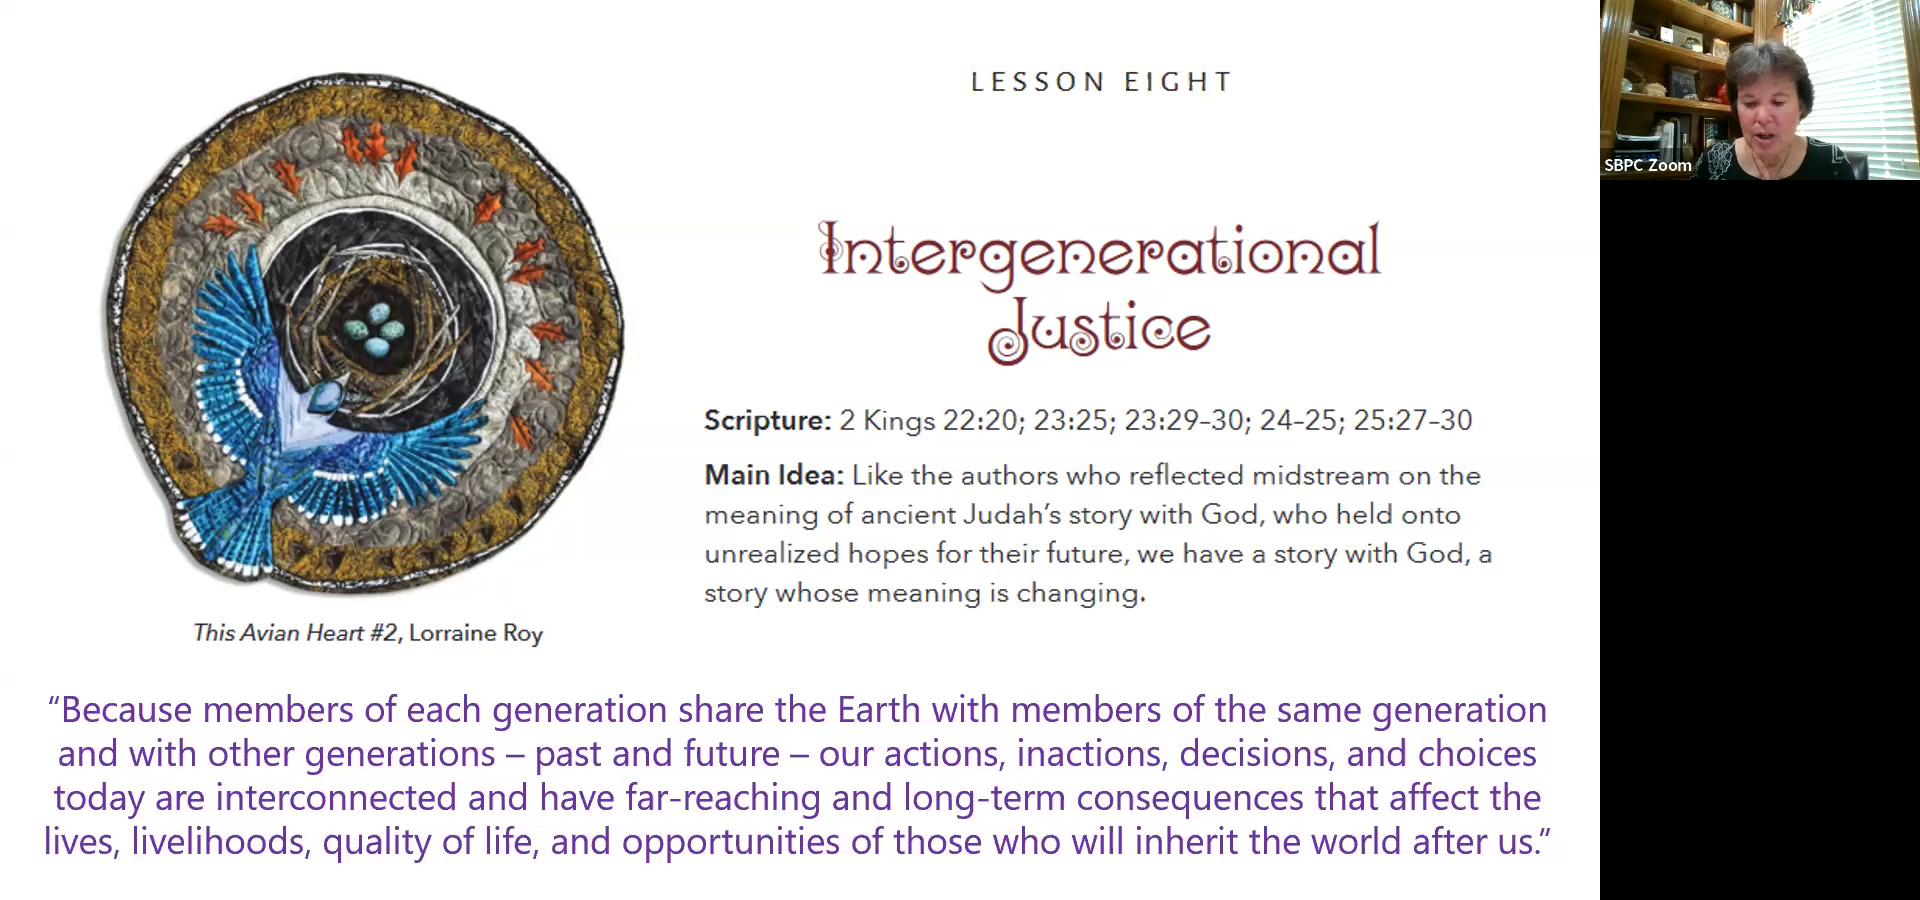 LESSON EIGHT
Intergenerational
Justice
Scripture: 2 Kings 22:20; 23:25; 23:29–30; 24–25; 25:27–30
Main Idea: Like the authors who reflected midstream on the
meaning of ancient Judah’s story with God, who held onto
unrealized hopes for their future, we have a story with God, a
story whose meaning is changing.
This Avian Heart #2, Lorraine Roy
“Because members of each generation share the Earth with members of the same generation
and with other generations – past and future – our actions, inactions, decisions, and choices
today are interconnected and have far-reaching and long-term consequences that affect the
lives, livelihoods, quality of life, and opportunities of those who will inherit the world after us.”
SBPC Zoom